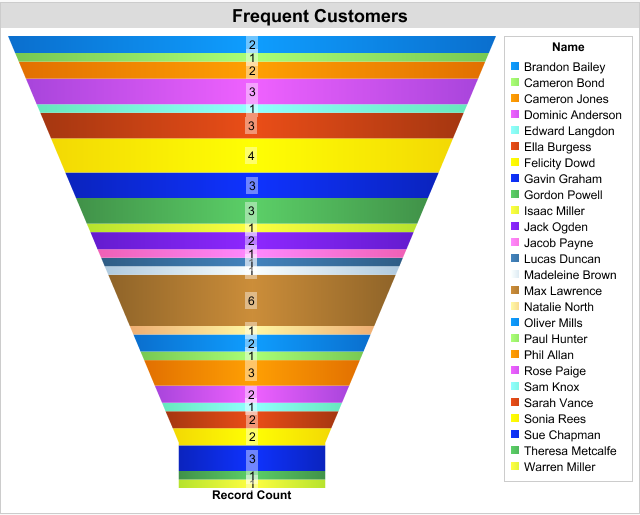 Frequent Customers
2
1
2
3
1
3
4
3
3
1
2
1
1
1
6
1
2
1
3
2
1
2
2
3
1
Record Count
Name
Brandon Bailey
Cameron Bond
Cameron Jones
Dominic Anderson
Edward Langdon
Ella Burgess
Felicity Dowd
Gavin Graham
Gordon Powell
Isaac Miller
Jack Ogden
Jacob Payne
Lucas Duncan
Madeleine Brown
Max Lawrence
Natalie North
Oliver Mills
Paul Hunter
Phil Allan
Rose Paige
Sam Knox
Sarah Vance
Sonia Rees
Sue Chapman
Theresa Metcalfe
Warren Miller